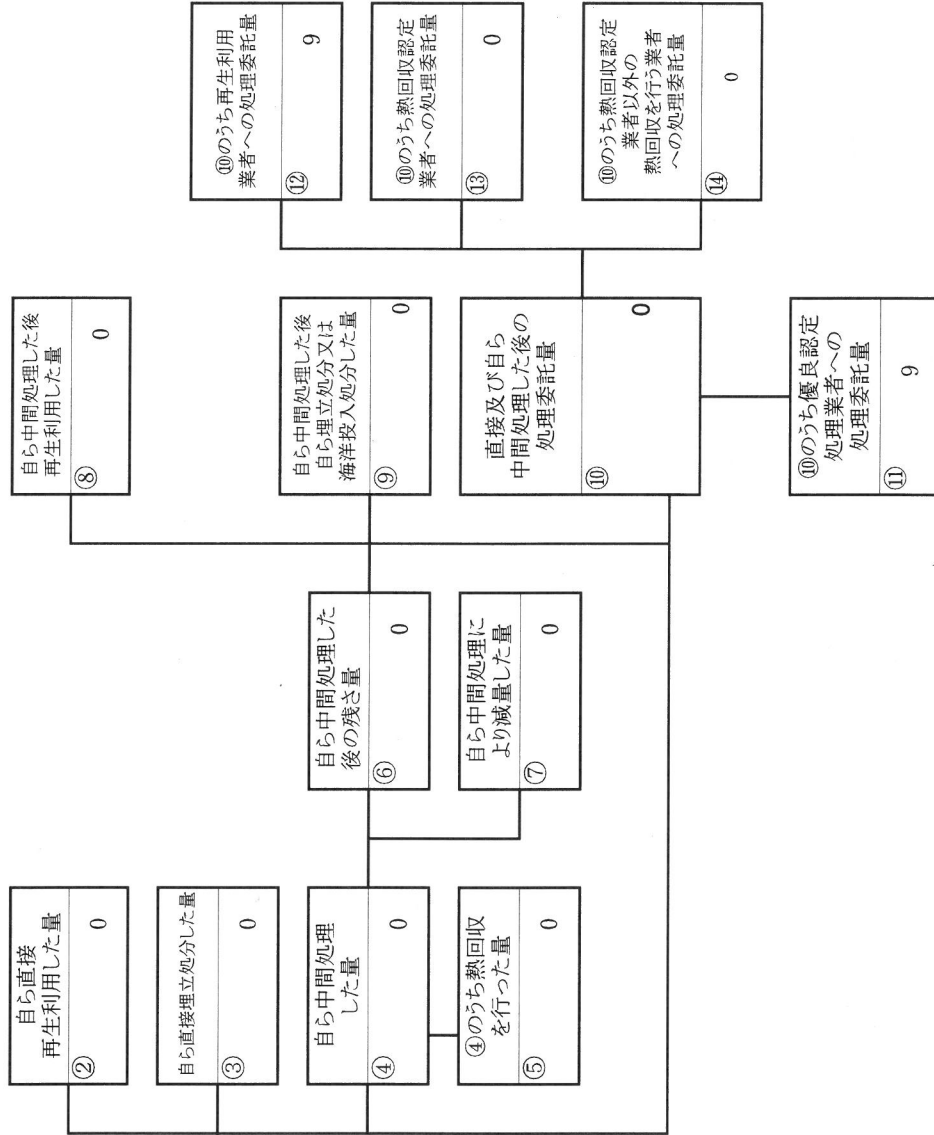 自ら直接
再生利用した量
②
0
自ら直接埋立処分した量
③
0
自ら中間処理
した量
④
0
④のうち熱回収
を行った量
⑤
0
自ら中間処理した
後の残さ量
⑥
0
自ら中間処理に
より減量した量
⑦
0
自ら中間処理した後
再生利用した量
⑧
0
自ら中間処理した後
自ら埋立処分又は
海洋投入処分した量
⑨
0
直接及び自ら
中間処理した後の
処理委託量
⑩
0
⑩のうち優良認定
処理業者への
処理委託量
⑪
9
⑩のうち再生利用
業者への処理委託量
⑫
9
⑩のうち熱回収認定
業者への処理委託量
⑬
0
⑩のうち熱回収認定
業者以外の
熱回収を行う業者
への処理委託量
⑭
0